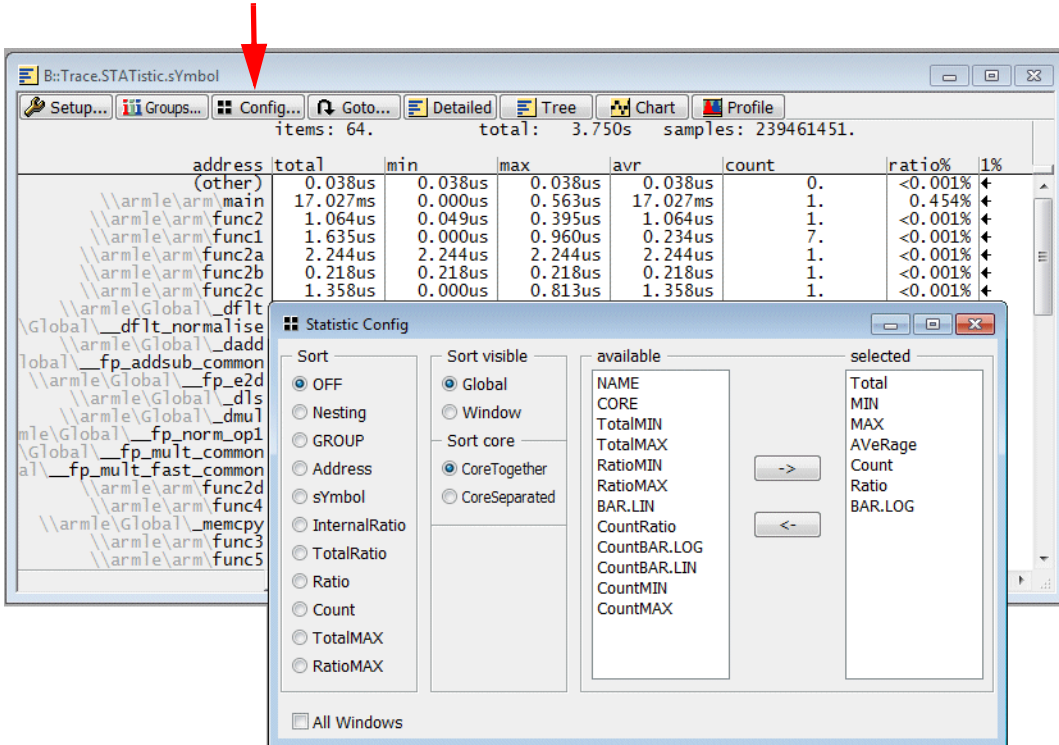 B::Trace.STATistic.sYmbol
Setup... Groups... Config... Goto... Detailed Tree Chart Profile
items: 64. total: 3.750s samples: 239461451.
address total min max avr count ratio% 1%
(other) 0.038us 0.038us 0.038us 0.038us 0. <0.001%
\\armle\arm\main 17.027ms 0.000us 0.563us 17.027ms 1. 0.454%
\\armle\arm\func2 1.064us 0.049us 0.395us 1.064us 1. <0.001%
\\armle\arm\func1 1.635us 0.000us 0.960us 0.234us 7. <0.001%
\\armle\arm\func2a 2.244us 2.244us 2.244us 2.244us 1. <0.001%
\\armle\arm\func2b 0.218us 0.218us 0.218us 0.218us 1. <0.001%
\\armle\arm\func2c 1.358us 0.000us 0.813us 1.358us 1. <0.001%
\\armle\Global\_dflt
\Global\__dflt_normalise
\\armle\Global\_dadd
lobal\__fp_addsub_common
\\armle\Global\__fp_e2d
\\armle\Global\_dls
\\armle\Global\_dmul
mle\Global\__fp_norm_op1
\Global\__fp_mult_common
al\__fp_mult_fast_common
\\armle\arm\func2d
\\armle\arm\func4
\\armle\Global\_memcpy
\\armle\arm\func3
\\armle\arm\func5
Statistic Config
Sort
OFF
Nesting
GROUP
Address
sYmbol
InternalRatio
TotalRatio
Ratio
Count
TotalMAX
RatioMAX
Sort visible
Global
Window
Sort core
CoreTogether
CoreSeparated
available
NAME
CORE
TotalMIN
TotalMAX
RatioMIN
RatioMAX
BAR.LIN
CountRatio
CountBAR.LOG
CountBAR.LIN
CountMIN
CountMAX
->
<-
selected
Total
MIN
MAX
AVeRage
Count
Ratio
BAR.LOG
All Windows